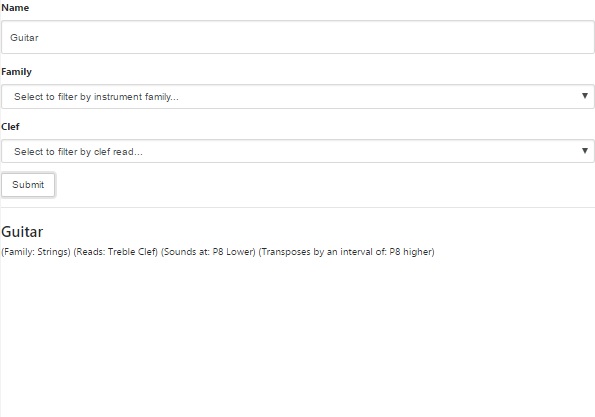 Name
Guitar
Family
Select to filter by instrument family...
Clef
Select to filter by clef read...
Submit
Guitar
(Family: Strings) (Reads: Treble Clef) (Sounds at: P8 Lower) (Transposes by an interval of: P8 higher)